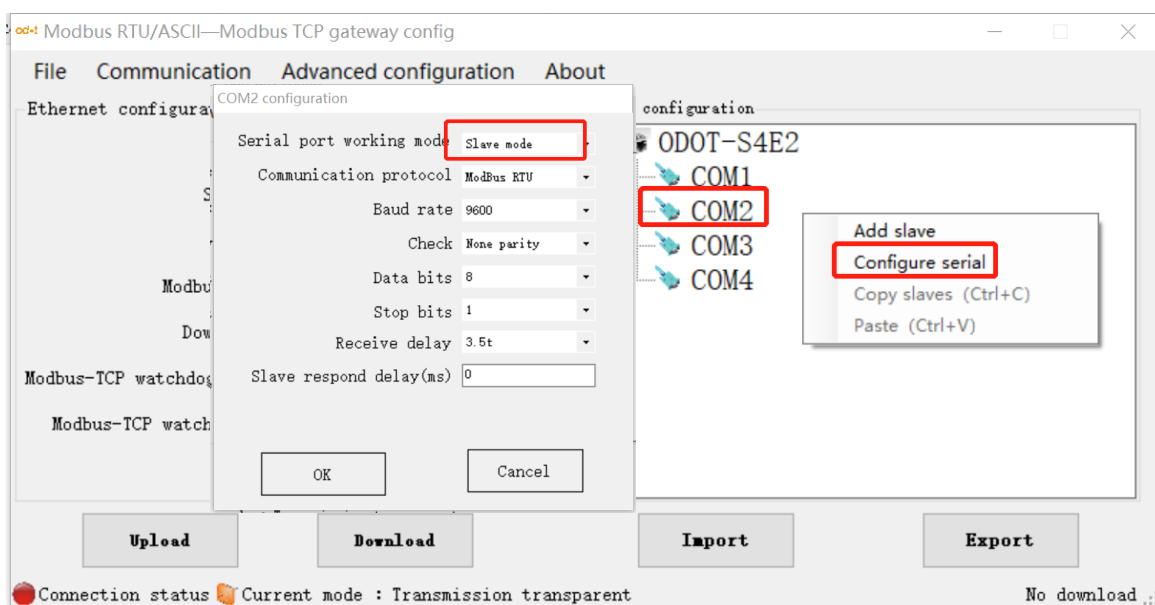 odot Modbus RTU/ASCII—Modbus TCP gateway config
File Communication Advanced configuration About
Ethernet configura
COM2 configuration
configuration
Serial port working mode Slave mode
Communication protocol ModBus RTU
Baud rate 9600
Check None parity
Data bits 8
Stop bits 1
Receive delay 3.5t
Slave respond delay(ms) 0
OK Cancel
S
Modbu
Dow
Modbus-TCP watchdog
Modbus-TCP watch
ODOT-S4E2
COM1
COM2
COM3
COM4
Add slave
Configure serial
Copy slaves (Ctrl+C)
Paste (Ctrl+V)
Upload Download Import Export
Connection status Current mode : Transmission transparent No download